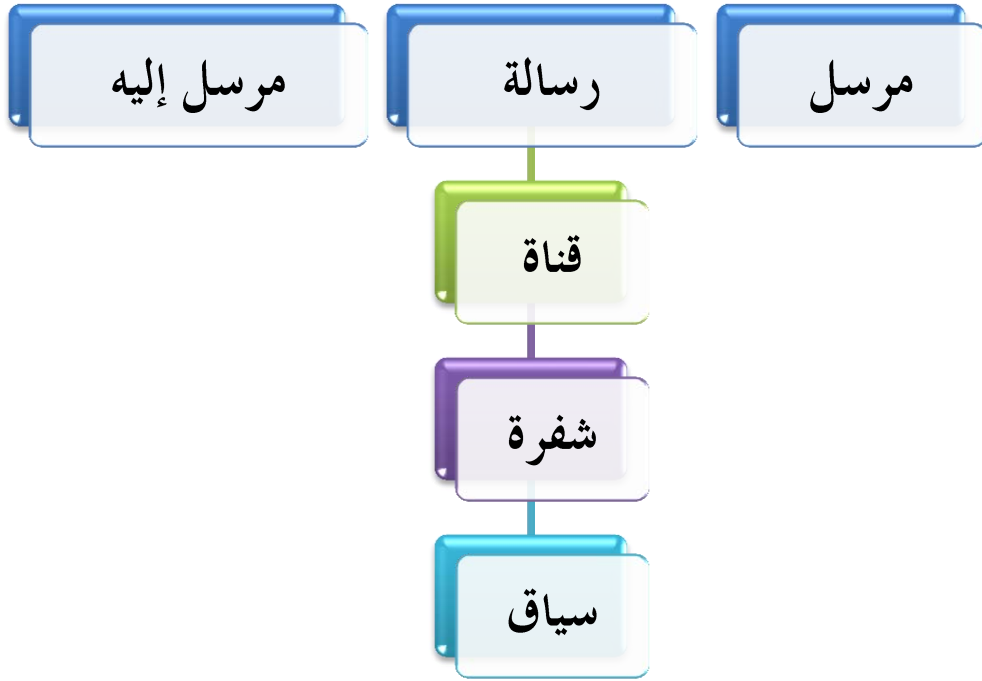 مرسل
رسالة
مرسل إليه
قناة
شفرة
سياق